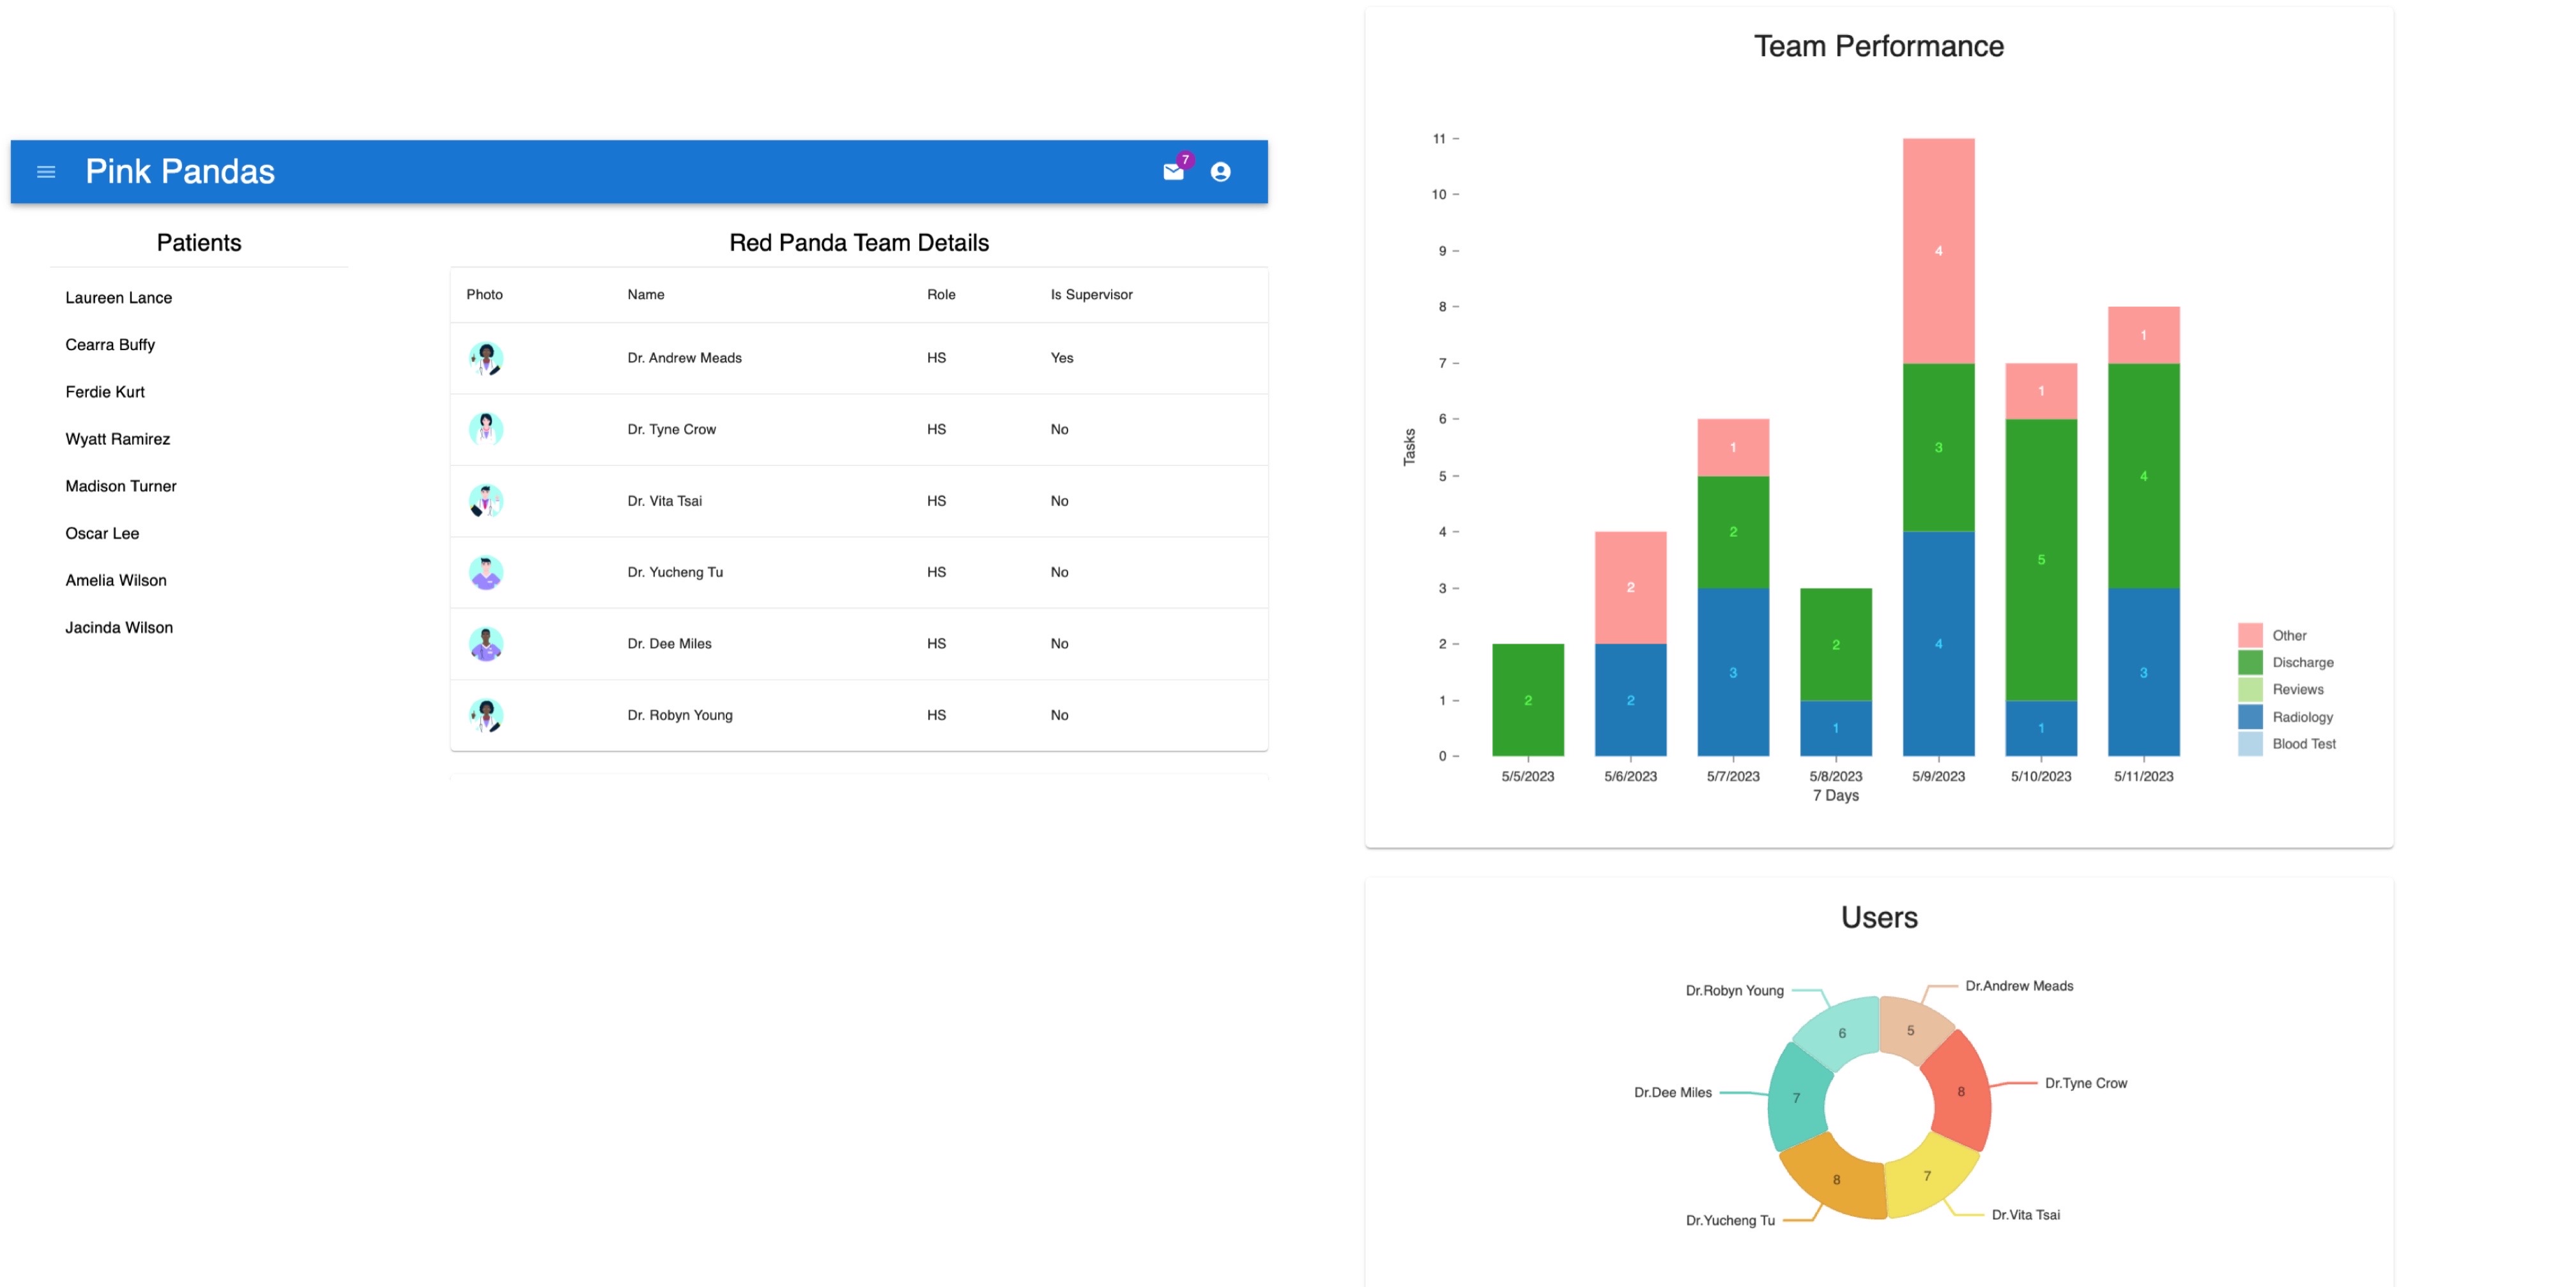 Pink Pandas
7
Patients
Laureen Lance
Cearra Buffy
Ferdie Kurt
Wyatt Ramirez
Madison Turner
Oscar Lee
Amelia Wilson
Jacinda Wilson
Red Panda Team Details
Photo Name Role Is Supervisor
Dr. Andrew Meads HS Yes
Dr. Tyne Crow HS No
Dr. Vita Tsai HS No
Dr. Yucheng Tu HS No
Dr. Dee Miles HS No
Dr. Robyn Young HS No
Team Performance
Tasks
11
10
9
8
7
6
5
4
3
2
1
0
2
2
2
1
2
3
2
1
4
3
4
1
5
1
1
4
3
5/5/2023 5/6/2023 5/7/2023 5/8/2023 5/9/2023 5/10/2023 5/11/2023
7 Days
Other
Discharge
Reviews
Radiology
Blood Test
Users
Dr.Andrew Meads
5
Dr.Tyne Crow
8
Dr.Vita Tsai
7
Dr.Yucheng Tu
8
Dr.Dee Miles
7
Dr.Robyn Young
6